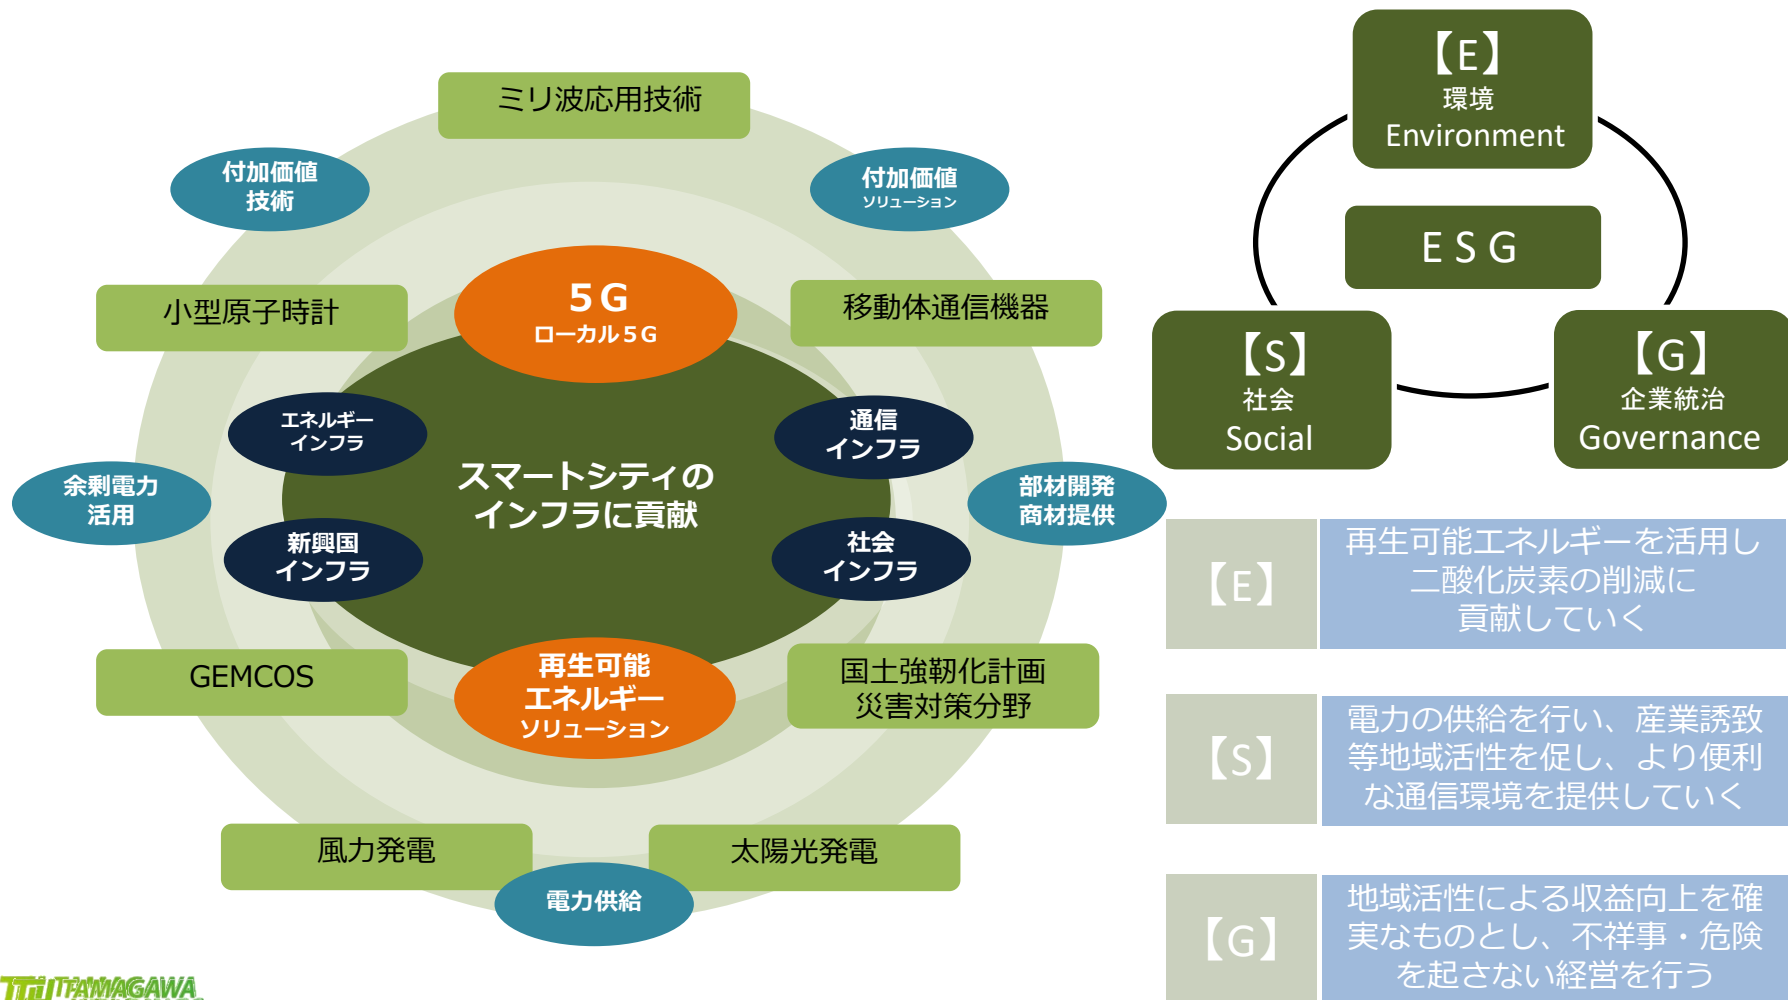 ミリ波応用技術
付加価値
技術
付加価値
ソリューション
5G
ローカル5G
小型原子時計
移動体通信機器
エネルギー
インフラ
通信
インフラ
スマートシティの
インフラに貢献
余剰電力
活用
部材開発
商材提供
新興国
インフラ
社会
インフラ
GEMCOS
再生可能
エネルギー
ソリューション
国土強靭化計画
災害対策分野
風力発電
太陽光発電
電力供給
TAMAGAWA
【E】
環境
Environment
ESG
【S】
社会
Social
【G】
企業統治
Governance
【E】
再生可能エネルギーを活用し
二酸化炭素の削減に
貢献していく
【S】
電力の供給を行い、産業誘致
等地域活性を促し、より便利
な通信環境を提供していく
【G】
地域活性による収益向上を確
実なものとし、不祥事・危険
を起さない経営を行う